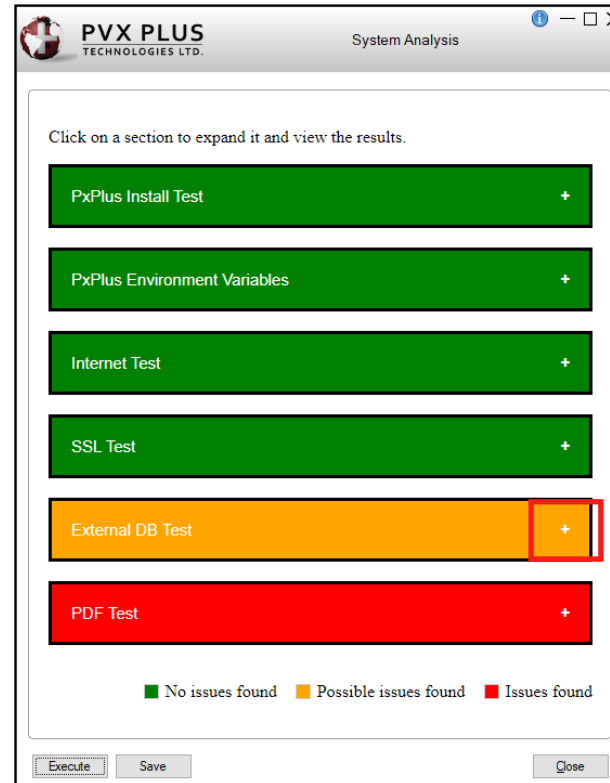 PVX PLUS
TECHNOLOGIES LTD.
System Analysis
Click on a section to expand it and view the results.
PxPlus Install Test +
PxPlus Environment Variables +
Internet Test +
SSL Test +
External DB Test +
PDF Test +
No issues found Possible issues found Issues found
Execute Save Close